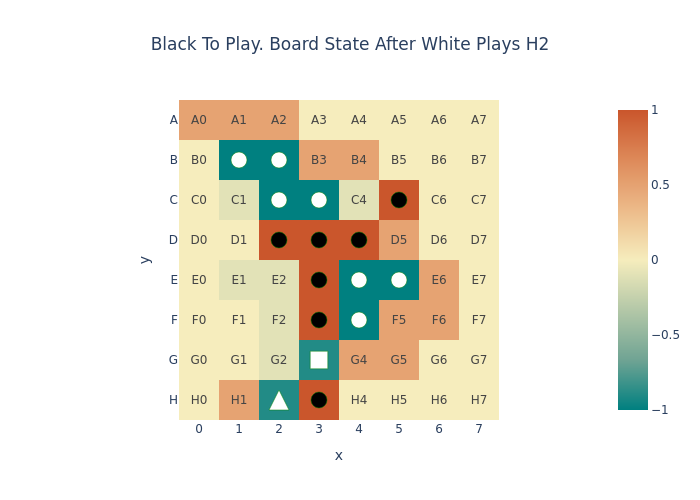 Black To Play. Board State After White Plays H2
A A0 A1 A2 A3 A4 A5 A6 A7
B B0 B3 B4 B5 B6 B7
C C0 C1 C4 C6 C7
D D0 D1 D5 D6 D7
E E0 E1 E2 E6 E7
F F0 F1 F2 F5 F6 F7
G G0 G1 G2 G4 G5 G6 G7
H H0 H1 H4 H5 H6 H7
0 1 2 3 4 5 6 7
x
y
1
0.5
0
−0.5
−1